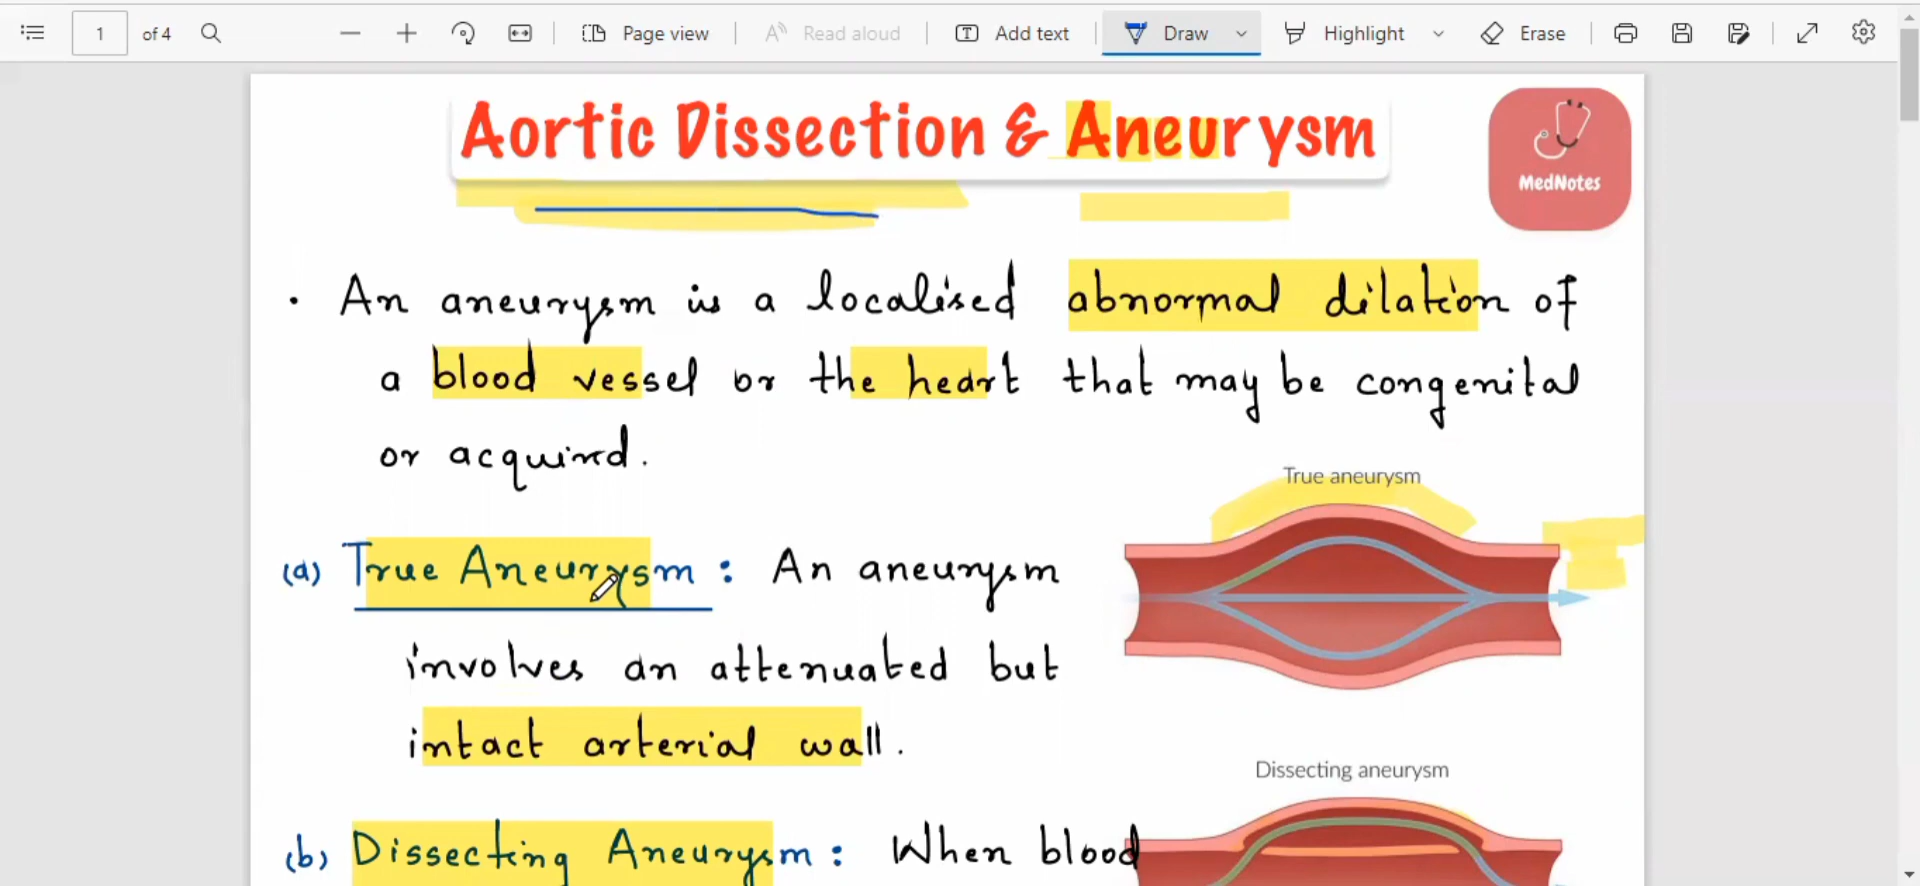 1 of 4 Page view Read aloud Add text Draw Highlight Erase
Aortic Dissection & Aneurysm
MedNotes
• An aneurysm is a localised abnormal dilation of
a blood vessel or the heart that may be congenital
or acquired.
True aneurysm
(a) True Aneurysm : An aneurysm
involves an attenuated but
intact arterial wall.
Dissecting aneurysm
(b) Dissecting Aneurysm : When blood